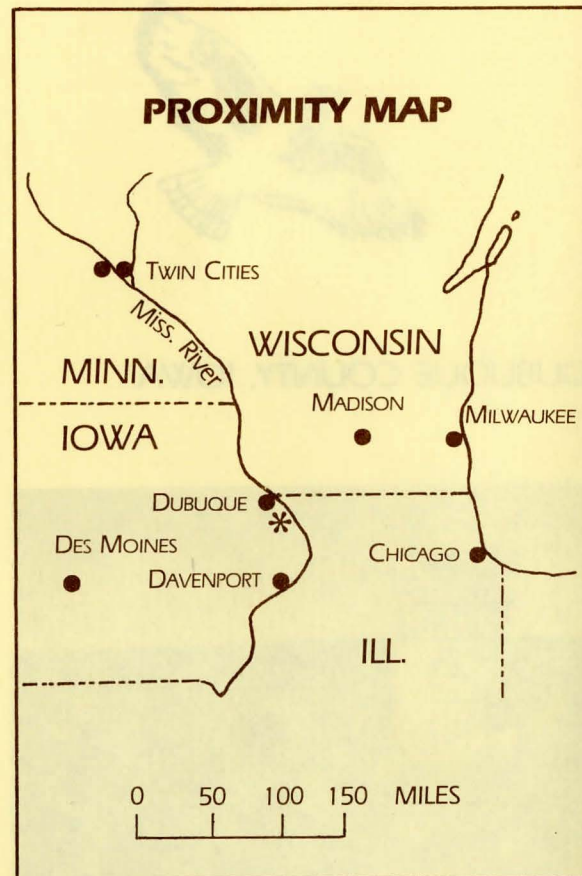 PROXIMITY MAP
TWIN CITIES
Miss. River
WISCONSIN
MINN.
MADISON
MILWAUKEE
IOWA
DUBUQUE
*
DES MOINES
CHICAGO
DAVENPORT
ILL.
0 50 100 150 MILES